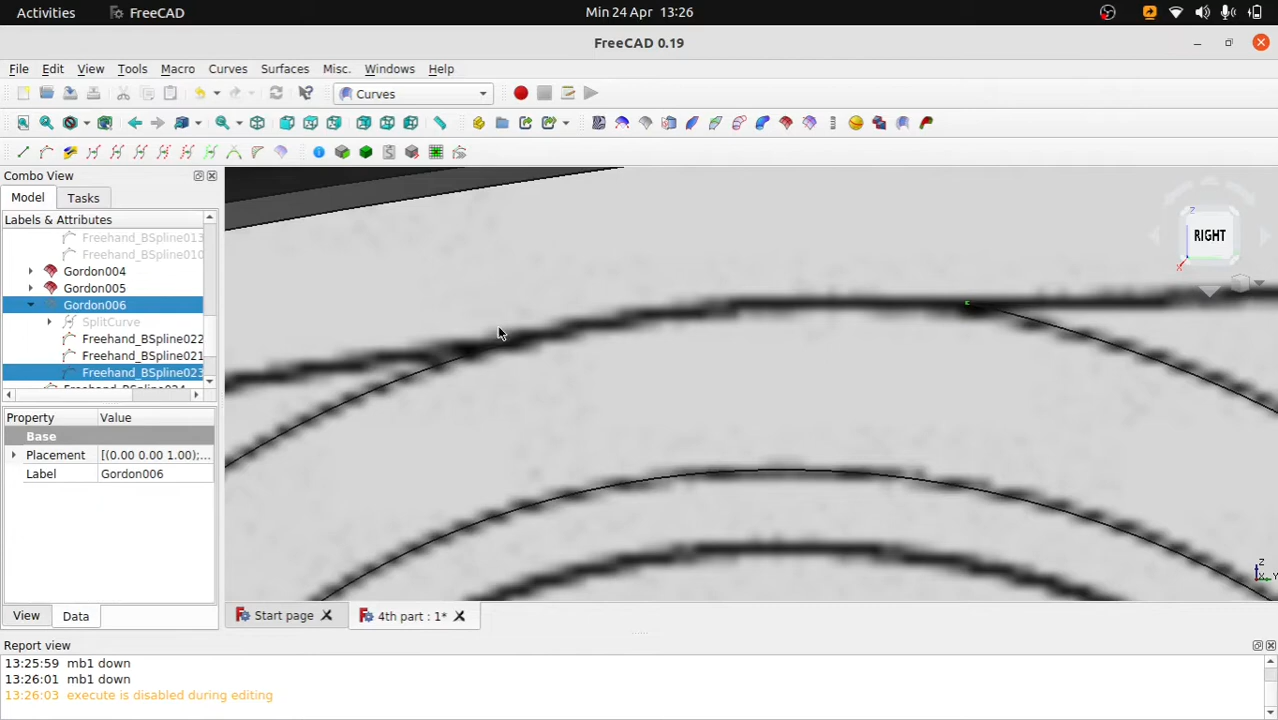 Activities FreeCAD Min 24 Apr 13:26
FreeCAD 0.19
File Edit View Tools Macro Curves Surfaces Misc. Windows Help
Curves
Combo View
Model Tasks
Labels & Attributes
Freehand_BSpline013
Freehand_BSpline010
Gordon004
Gordon005
Gordon006
SplitCurve
Freehand_BSpline022
Freehand_BSpline021
Freehand_BSpline023
Freehand_BSpline024
Property Value
Base
Placement [(0.00 0.00 1.00);...
Label Gordon006
View Data
Z
RIGHT
X
Z
X
Y
Start page 4th part : 1*
Report view
13:25:59 mb1 down
13:26:01 mb1 down
13:26:03 execute is disabled during editing